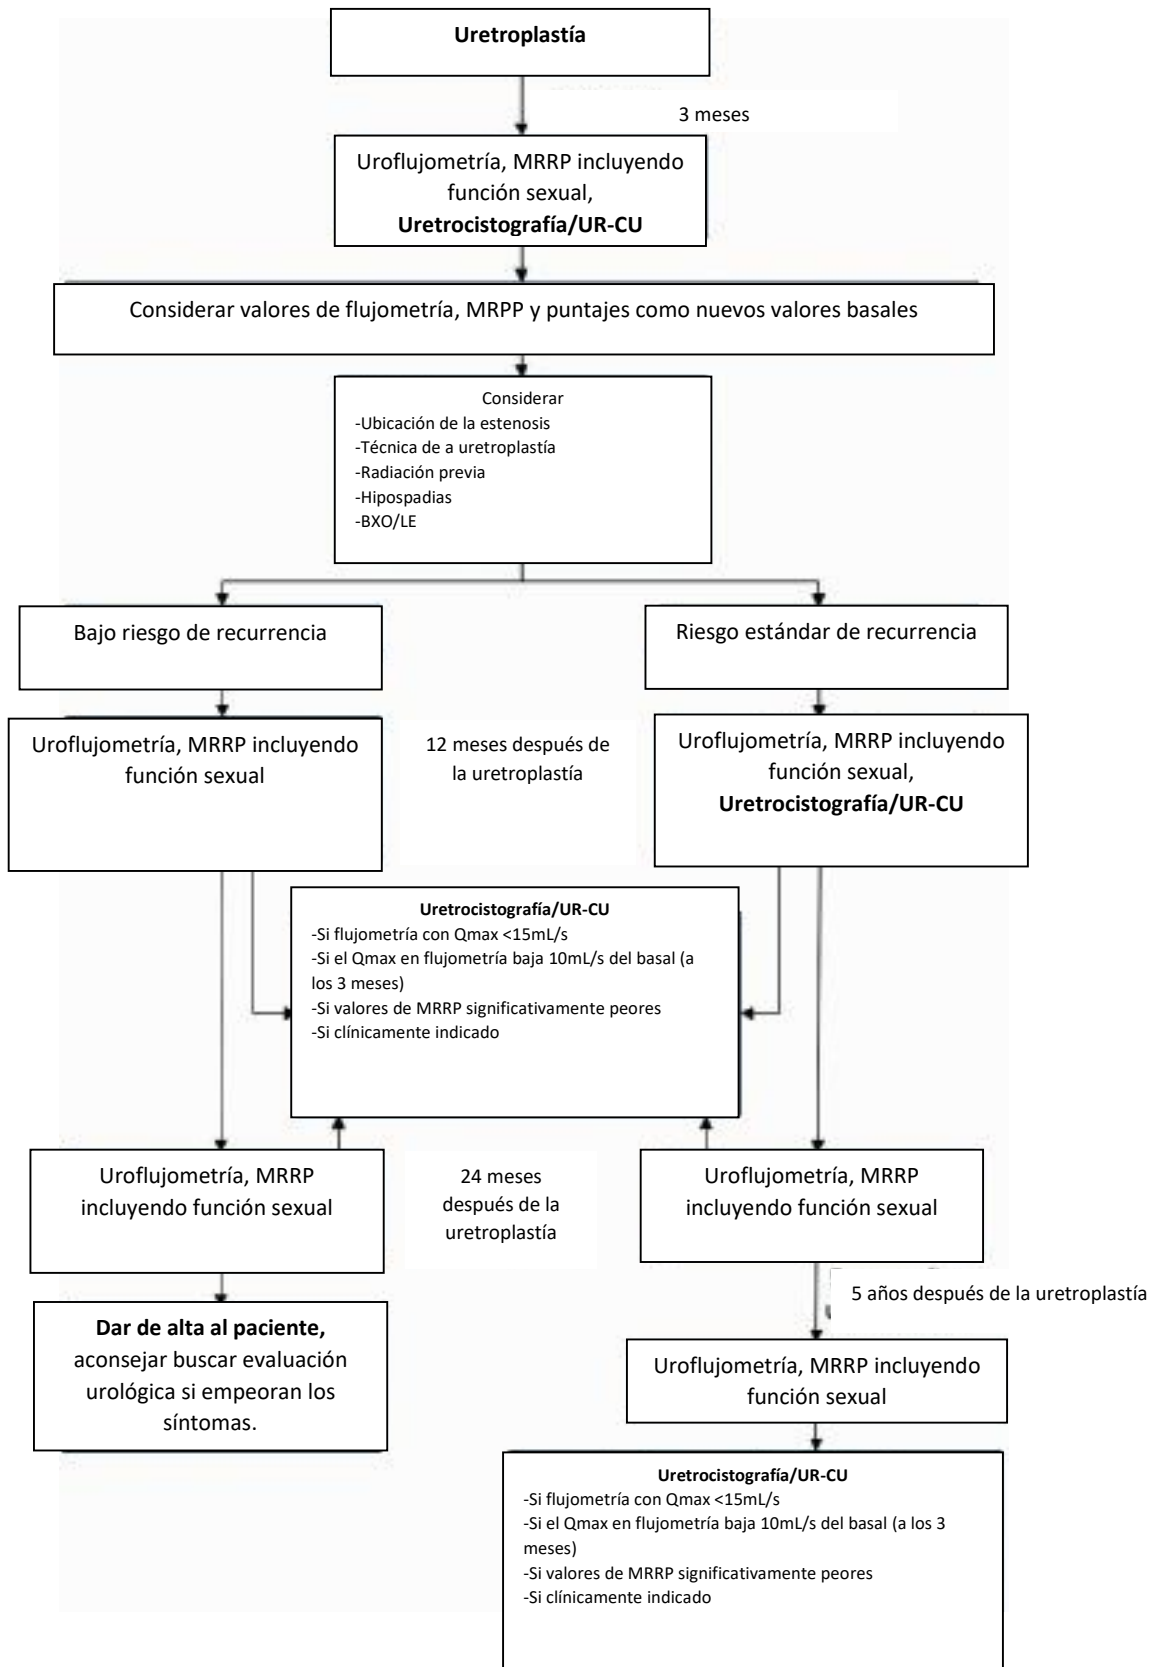 Uretroplastía
3 meses
Uroflujometría, MRRP incluyendo
función sexual,
Uretrocistografía/UR-CU
Considerar valores de flujometría, MRPP y puntajes como nuevos valores basales
Considerar
-Ubicación de la estenosis
-Técnica de a uretroplastía
-Radiación previa
-Hipospadias
-BXO/LE
Bajo riesgo de recurrencia
Riesgo estándar de recurrencia
Uroflujometría, MRRP incluyendo
función sexual
12 meses después de
la uretroplastía
Uroflujometría, MRRP incluyendo
función sexual,
Uretrocistografía/UR-CU
Uretrocistografía/UR-CU
-Si flujometría con Qmax <15mL/s
-Si el Qmax en flujometría baja 10mL/s del basal (a
los 3 meses)
-Si valores de MRRP significativamente peores
-Si clínicamente indicado
Uroflujometría, MRRP
incluyendo función sexual
24 meses
después de la
uretroplastía
Uroflujometría, MRRP
incluyendo función sexual
5 años después de la uretroplastía
Dar de alta al paciente,
aconsejar buscar evaluación
urológica si empeoran los
síntomas.
Uroflujometría, MRRP incluyendo
función sexual
Uretrocistografía/UR-CU
-Si flujometría con Qmax <15mL/s
-Si el Qmax en flujometría baja 10mL/s del basal (a los 3
meses)
-Si valores de MRRP significativamente peores
-Si clínicamente indicado